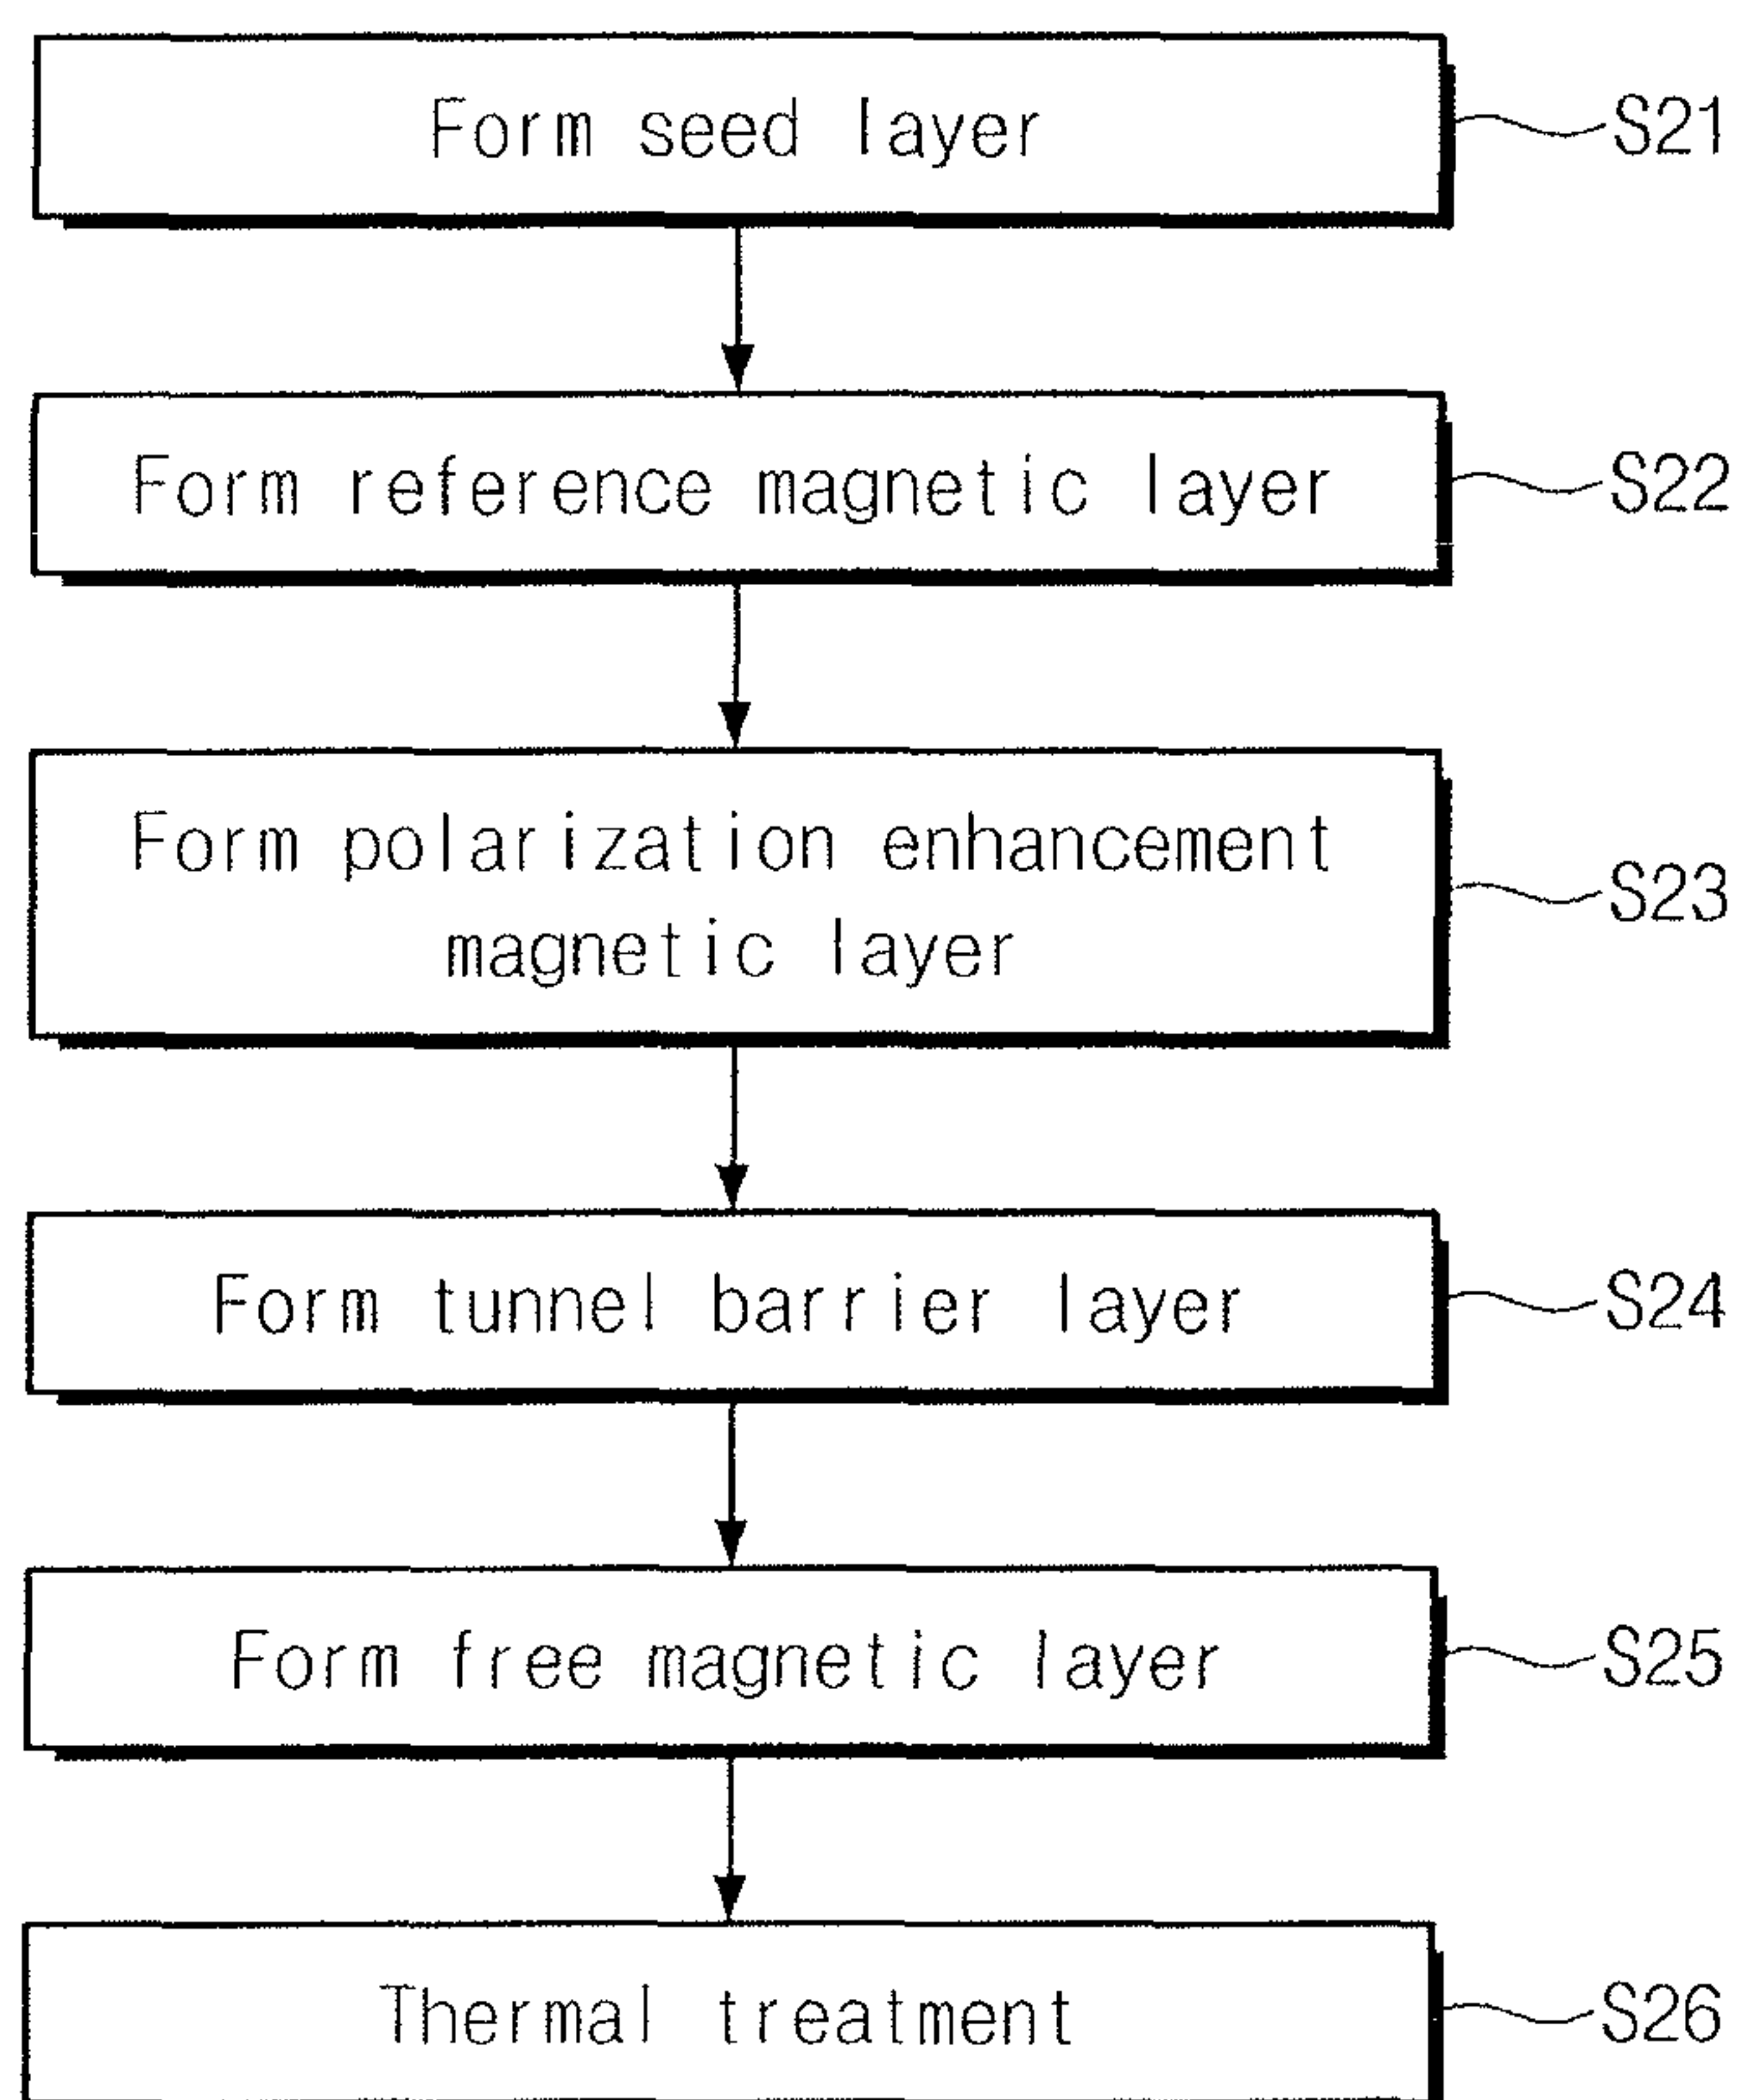 Form seed layer
S21
Form reference magnetic layer
S22
Form polarization enhancement
magnetic layer
S23
Form tunnel barrier layer
S24
Form free magnetic layer
S25
Thermal treatment
S26